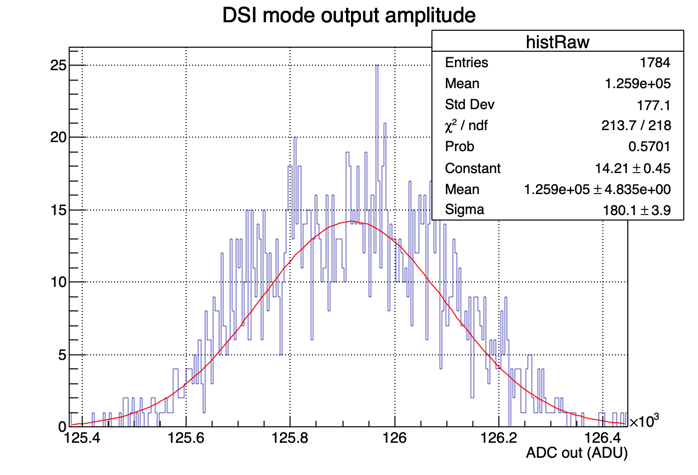 DSI mode output amplitude
histRaw
Entries 1784
Mean 1.259e+05
Std Dev 177.1
χ² / ndf 213.7 / 218
Prob 0.5701
Constant 14.21 ± 0.45
Mean 1.259e+05 ± 4.835e+00
Sigma 180.1 ± 3.9
25
20
15
10
5
0
125.4 125.6 125.8 126 126.2 126.4
×10³
ADC out (ADU)